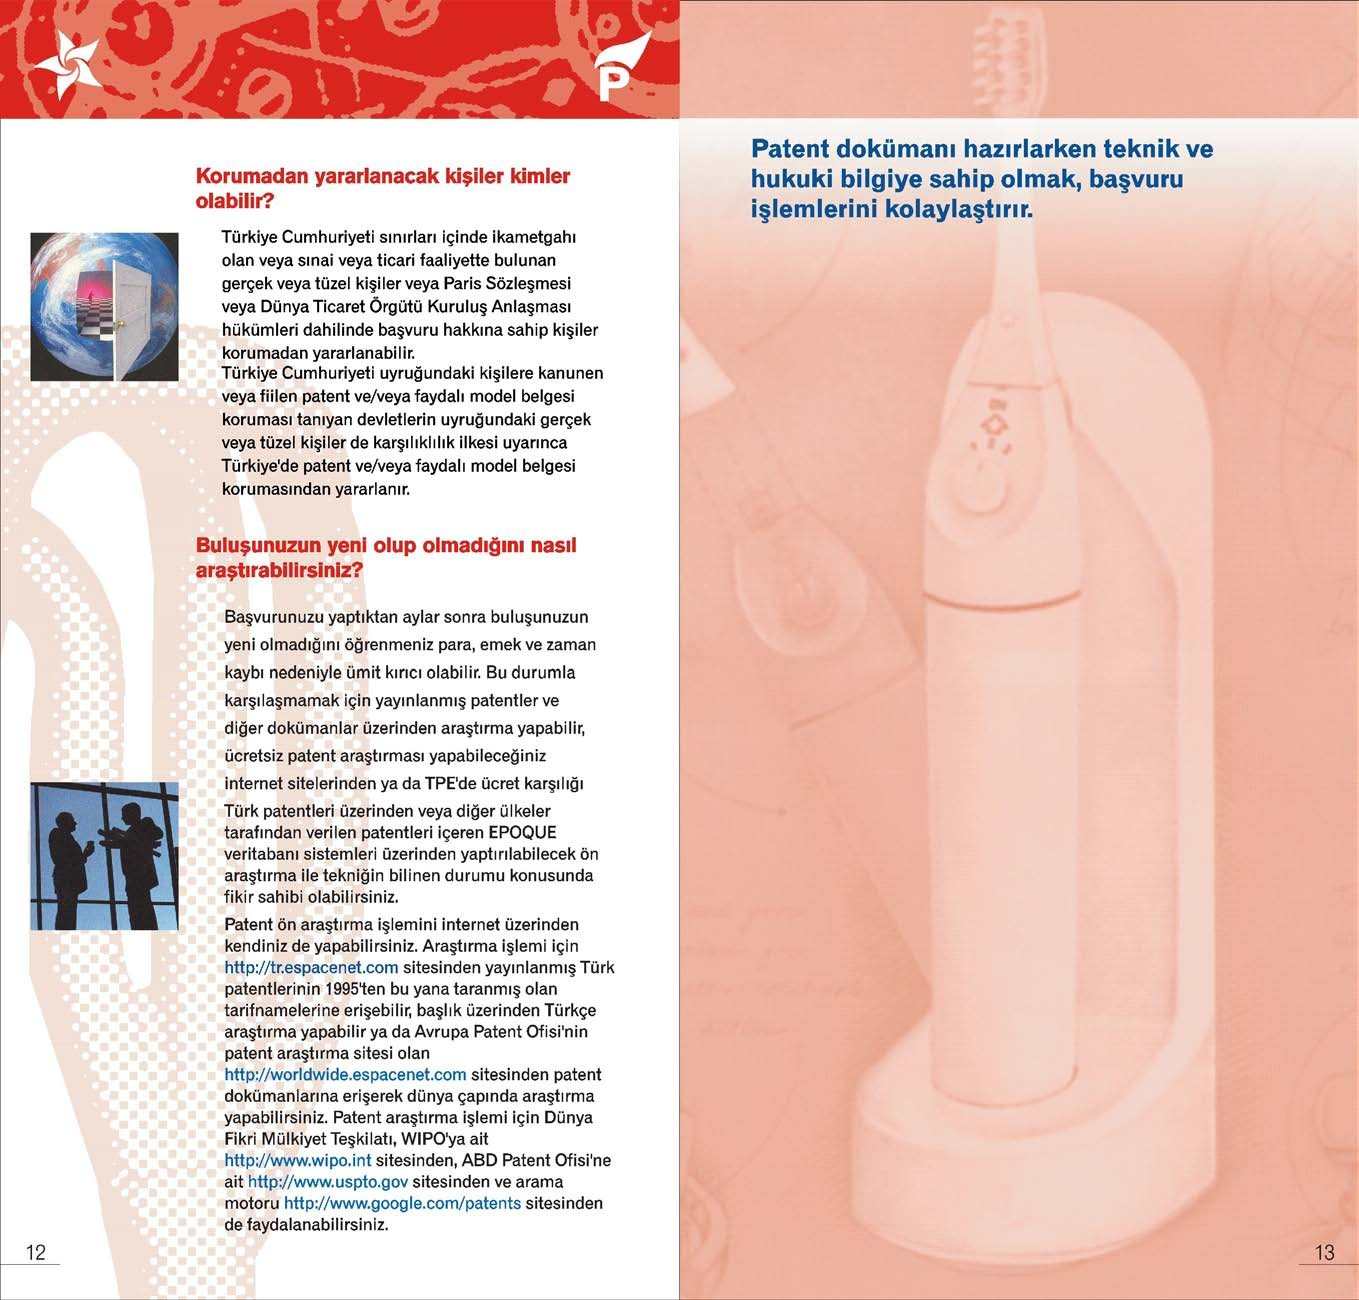 P
Korumadan yararlanacak kişiler kimler
olabilir?
Türkiye Cumhuriyeti sınırları içinde ikametgahı
olan veya sınai veya ticari faaliyette bulunan
gerçek veya tüzel kişiler veya Paris Sözleşmesi
veya Dünya Ticaret Örgütü Kuruluş Anlaşması
hükümleri dahilinde başvuru hakkına sahip kişiler
korumadan yararlanabilir.
Türkiye Cumhuriyeti uyruğundaki kişilere kanunen
veya fiilen patent ve/veya faydalı model belgesi
koruması tanıyan devletlerin uyruğundaki gerçek
veya tüzel kişiler de karşılıklılık ilkesi uyarınca
Türkiye'de patent ve/veya faydalı model belgesi
korumasından yararlanır.
Buluşunuzun yeni olup olmadığını nasıl
araştırabilirsiniz?
Başvurunuzu yaptıktan aylar sonra buluşunuzun
yeni olmadığını öğrenmeniz para, emek ve zaman
kaybı nedeniyle ümit kırıcı olabilir. Bu durumla
karşılaşmamak için yayınlanmış patentler ve
diğer dokümanlar üzerinden araştırma yapabilir,
ücretsiz patent araştırması yapabileceğiniz
internet sitelerinden ya da TPE'de ücret karşılığı
Türk patentleri üzerinden veya diğer ülkeler
tarafından verilen patentleri içeren EPOQUE
veritabanı sistemleri üzerinden yaptırılabilecek ön
araştırma ile tekniğin bilinen durumu konusunda
fikir sahibi olabilirsiniz.
Patent ön araştırma işlemini internet üzerinden
kendiniz de yapabilirsiniz. Araştırma işlemi için
http://tr.espacenet.com sitesinden yayınlanmış Türk
patentlerinin 1995'ten bu yana taranmış olan
tarifnamelerine erişebilir, başlık üzerinden Türkçe
araştırma yapabilir ya da Avrupa Patent Ofisi'nin
patent araştırma sitesi olan
http://worldwide.espacenet.com sitesinden patent
dokümanlarına erişerek dünya çapında araştırma
yapabilirsiniz. Patent araştırma işlemi için Dünya
Fikri Mülkiyet Teşkilatı, WIPO'ya ait
http://www.wipo.int sitesinden, ABD Patent Ofisi'ne
ait http://www.uspto.gov sitesinden ve arama
motoru http://www.google.com/patents sitesinden
de faydalanabilirsiniz.
12
Patent dokümanı hazırlarken teknik ve
hukuki bilgiye sahip olmak, başvuru
işlemlerini kolaylaştırır.
13